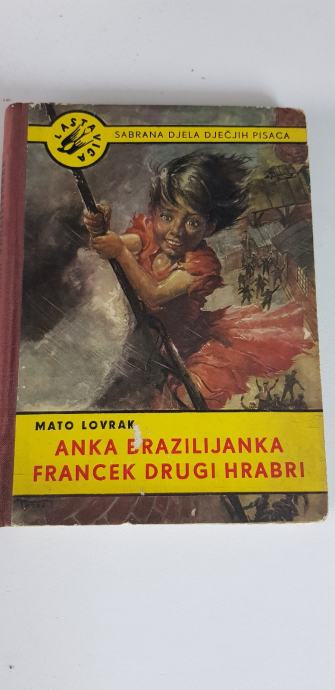 LASTAVICA
SABRANA DJELA DJEČJIH PISACA
MATO LOVRAK
ANKA BRAZILIJANKA
FRANCEK DRUGI HRABRI